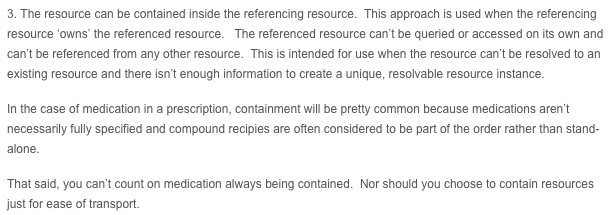 3. The resource can be contained inside the referencing resource.  This approach is used when the referencing
resource ‘owns’ the referenced resource.   The referenced resource can’t be queried or accessed on its own and
can’t be referenced from any other resource.  This is intended for use when the resource can’t be resolved to an
existing resource and there isn’t enough information to create a unique, resolvable resource instance.
In the case of medication in a prescription, containment will be pretty common because medications aren’t
necessarily fully specified and compound recipies are often considered to be part of the order rather than stand-
alone.
That said, you can’t count on medication always being contained.  Nor should you choose to contain resources
just for ease of transport.